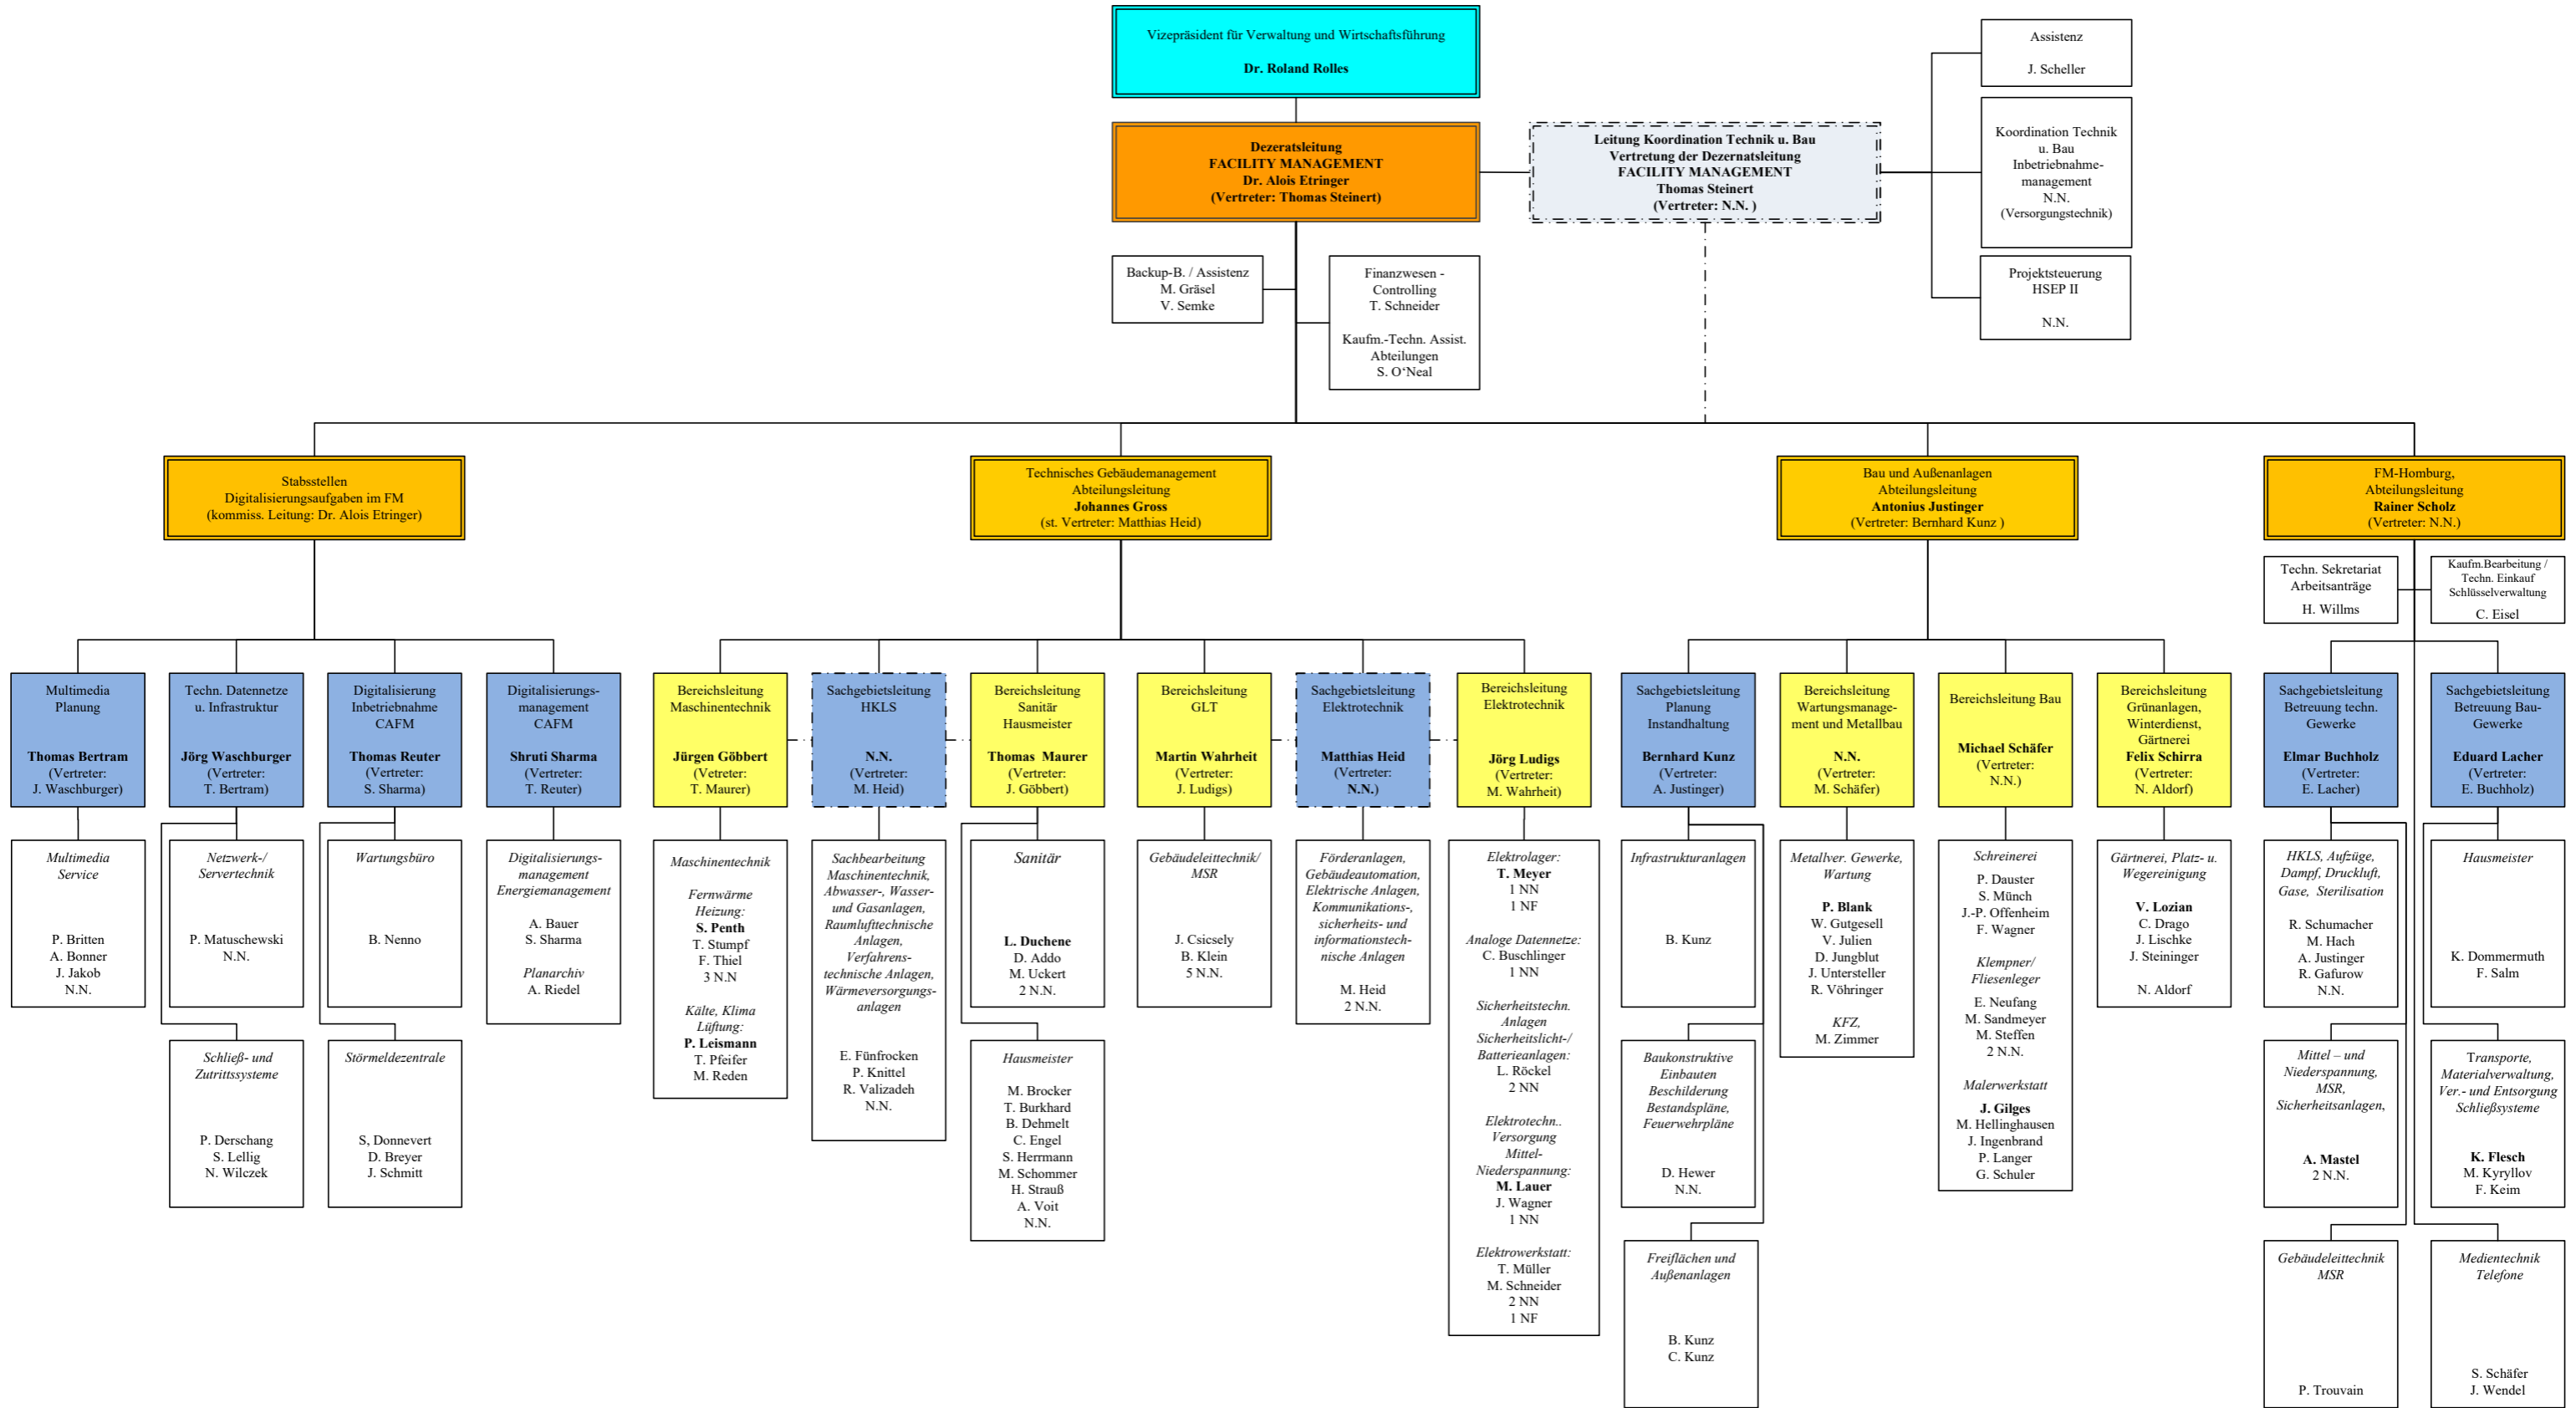 Vizepräsident für Verwaltung und Wirtschaftsführung
Dr. Roland Rolles
Dezeratsleitung
FACILITY MANAGEMENT
Dr. Alois Etringer
(Vertreter: Thomas Steinert)
Leitung Koordination Technik u. Bau
Vertretung der Dezernatsleitung
FACILITY MANAGEMENT
Thomas Steinert
(Vertreter: N.N. )
Assistenz
J. Scheller
Koordination Technik
u. Bau
Inbetriebnahme-
management
N.N.
(Versorgungstechnik)
Projektsteuerung
HSEP II
N.N.
Backup-B. / Assistenz
M. Gräsel
V. Semke
Finanzwesen -
Controlling
T. Schneider
Kaufm.-Techn. Assist.
Abteilungen
S. O‘Neal
Stabsstellen
Digitalisierungsaufgaben im FM
(kommiss. Leitung: Dr. Alois Etringer)
Technisches Gebäudemanagement
Abteilungsleitung
Johannes Gross
(st. Vertreter: Matthias Heid)
Bau und Außenanlagen
Abteilungsleitung
Antonius Justinger
(Vertreter: Bernhard Kunz )
FM-Homburg,
Abteilungsleitung
Rainer Scholz
(Vertreter: N.N.)
Techn. Sekretariat
Arbeitsanträge
H. Willms
Kaufm.Bearbeitung /
Techn. Einkauf
Schlüsselverwaltung
C. Eisel
Multimedia
Planung
Thomas Bertram
(Vertreter:
J. Waschburger)
Techn. Datennetze
u. Infrastruktur
Jörg Waschburger
(Vertreter:
T. Bertram)
Digitalisierung
Inbetriebnahme
CAFM
Thomas Reuter
(Vertreter:
S. Sharma)
Digitalisierungs-
management
CAFM
Shruti Sharma
(Vertreter:
T. Reuter)
Bereichsleitung
Maschinentechnik
Jürgen Göbbert
(Vetreter:
T. Maurer)
Sachgebietsleitung
HKLS
N.N.
(Vertreter:
M. Heid)
Bereichsleitung
Sanitär
Hausmeister
Thomas  Maurer
(Vertreter:
J. Göbbert)
Bereichsleitung
GLT
Martin Wahrheit
(Vertreter:
J. Ludigs)
Sachgebietsleitung
Elektrotechnik
Matthias Heid
(Vertreter:
N.N.)
Bereichsleitung
Elektrotechnik
Jörg Ludigs
(Vertreter:
M. Wahrheit)
Sachgebietsleitung
Planung
Instandhaltung
Bernhard Kunz
(Vertreter:
A. Justinger)
Bereichsleitung
Wartungsmanage-
ment und Metallbau
N.N.
(Vertreter:
M. Schäfer)
Bereichsleitung Bau
Michael Schäfer
(Vertreter:
N.N.)
Bereichsleitung
Grünanlagen,
Winterdienst,
Gärtnerei
Felix Schirra
(Vertreter:
N. Aldorf)
Sachgebietsleitung
Betreuung techn.
Gewerke
Elmar Buchholz
(Vertreter:
E. Lacher)
Sachgebietsleitung
Betreuung Bau-
Gewerke
Eduard Lacher
(Vertreter:
E. Buchholz)
Multimedia
Service
P. Britten
A. Bonner
J. Jakob
N.N.
Netzwerk-/
Servertechnik
P. Matuschewski
N.N.
Wartungsbüro
B. Nenno
Digitalisierungs-
management
Energiemanagement
A. Bauer
S. Sharma
Planarchiv
A. Riedel
Maschinentechnik
Fernwärme
Heizung:
S. Penth
T. Stumpf
F. Thiel
3 N.N
Kälte, Klima
Lüftung:
P. Leismann
T. Pfeifer
M. Reden
Sachbearbeitung
Maschinentechnik,
Abwasser-, Wasser-
und Gasanlagen,
Raumlufttechnische
Anlagen,
Verfahrens-
technische Anlagen,
Wärmeversorgungs-
anlagen
E. Fünfrocken
P. Knittel
R. Valizadeh
N.N.
Sanitär
L. Duchene
D. Addo
M. Uckert
2 N.N.
Gebäudeleittechnik/
MSR
J. Csicsely
B. Klein
5 N.N.
Förderanlagen,
Gebäudeautomation,
Elektrische Anlagen,
Kommunikations-,
sicherheits- und
informationstech-
nische Anlagen
M. Heid
2 N.N.
Elektrolager:
T. Meyer
1 NN
1 NF
Analoge Datennetze:
C. Buschlinger
1 NN
Sicherheitstechn.
Anlagen
Sicherheitslicht-/
Batterieanlagen:
L. Röckel
2 NN
Elektrotechn..
Versorgung
Mittel-
Niederspannung:
M. Lauer
J. Wagner
1 NN
Elektrowerkstatt:
T. Müller
M. Schneider
2 NN
1 NF
Infrastrukturanlagen
B. Kunz
Metallver. Gewerke,
Wartung
P. Blank
W. Gutgesell
V. Julien
D. Jungblut
J. Untersteller
R. Vöhringer
KFZ,
M. Zimmer
Schreinerei
P. Dauster
S. Münch
J.-P. Offenheim
F. Wagner
Klempner/
Fliesenleger
E. Neufang
M. Sandmeyer
M. Steffen
2 N.N.
Malerwerkstatt
J. Gilges
M. Hellinghausen
J. Ingenbrand
P. Langer
G. Schuler
Gärtnerei, Platz- u.
Wegereinigung
V. Lozian
C. Drago
J. Lischke
J. Steininger
N. Aldorf
HKLS, Aufzüge,
Dampf, Druckluft,
Gase,  Sterilisation
R. Schumacher
M. Hach
A. Justinger
R. Gafurow
N.N.
Hausmeister
K. Dommermuth
F. Salm
Schließ- und
Zutrittssysteme
P. Derschang
S. Lellig
N. Wilczek
Störmeldezentrale
S, Donnevert
D. Breyer
J. Schmitt
Hausmeister
M. Brocker
T. Burkhard
B. Dehmelt
C. Engel
S. Herrmann
M. Schommer
H. Strauß
A. Voit
N.N.
Baukonstruktive
Einbauten
Beschilderung
Bestandspläne,
Feuerwehrpläne
D. Hewer
N.N.
Mittel – und
Niederspannung,
MSR,
Sicherheitsanlagen,
A. Mastel
2 N.N.
Transporte,
Materialverwaltung,
Ver.- und Entsorgung
Schließsysteme
K. Flesch
M. Kyryllov
F. Keim
Freiflächen und
Außenanlagen
B. Kunz
C. Kunz
Gebäudeleittechnik
MSR
P. Trouvain
Medientechnik
Telefone
S. Schäfer
J. Wendel